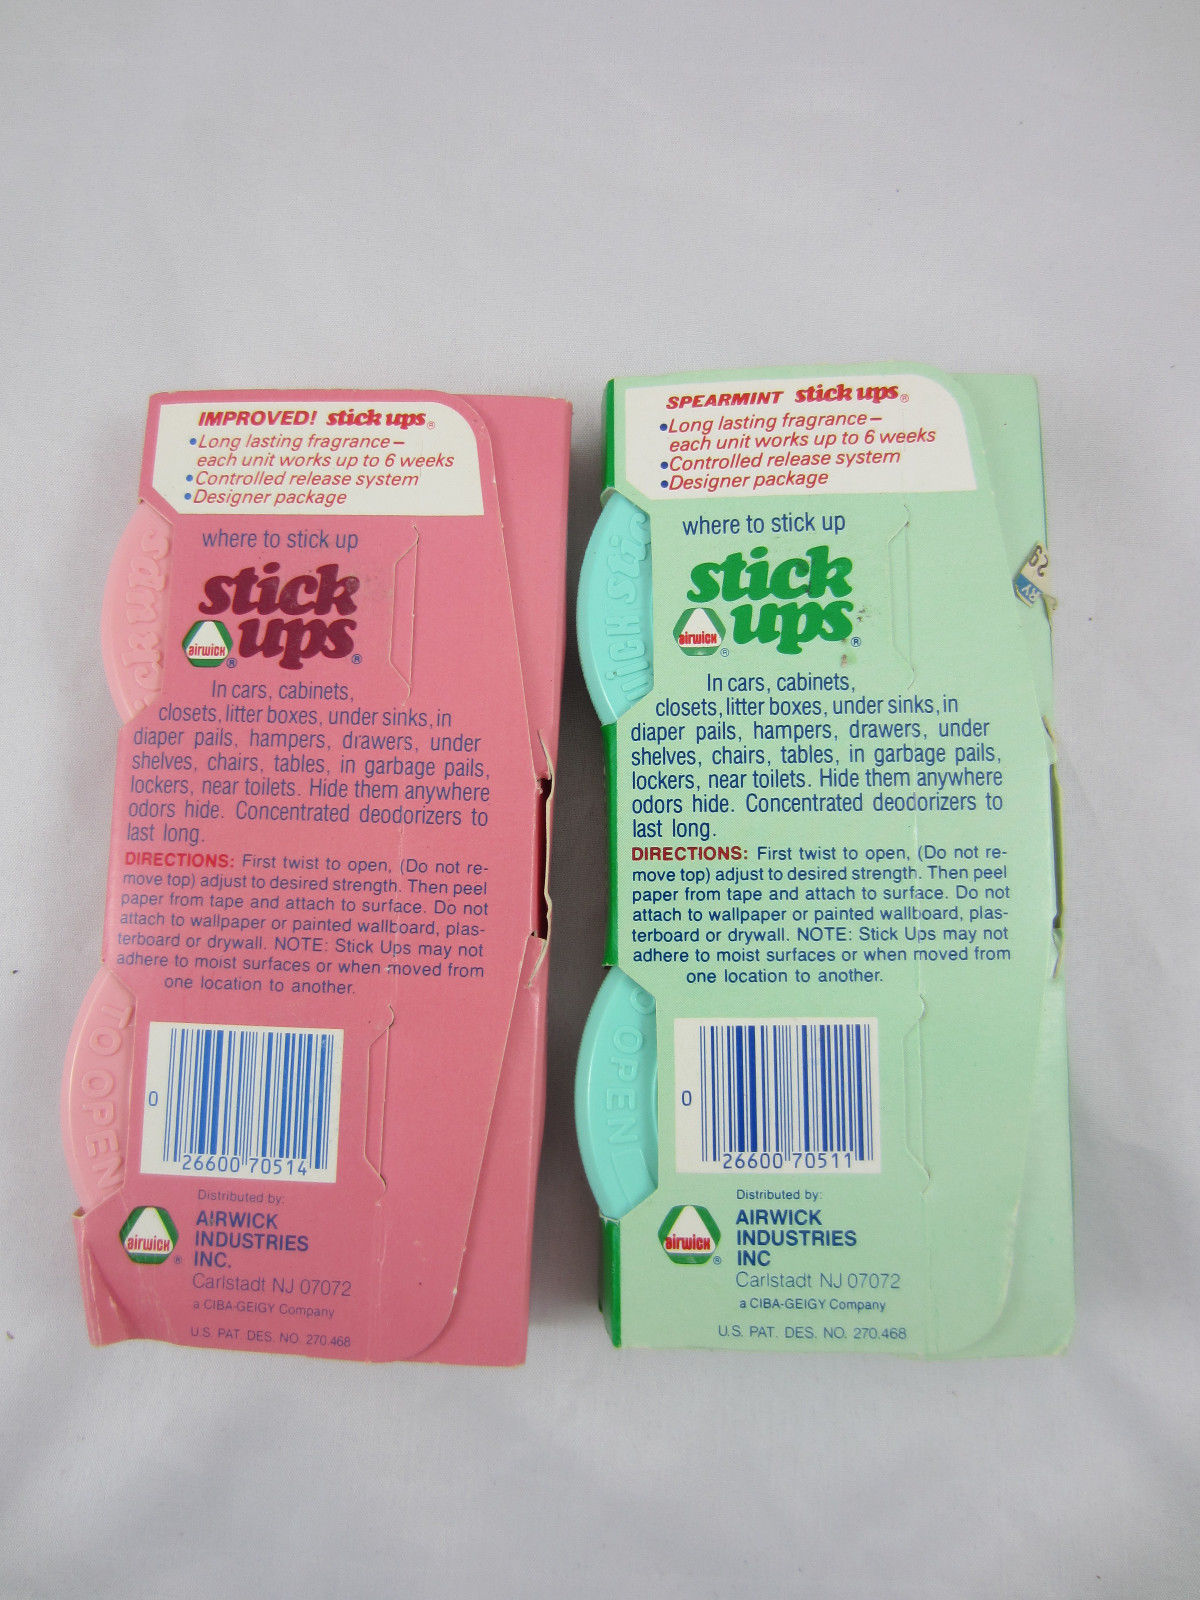 IMPROVED! stick ups®
•Long lasting fragrance–
each unit works up to 6 weeks
•Controlled release system
•Designer package
where to stick up
stick
ups®
airwick®
In cars, cabinets,
closets, litter boxes, under sinks, in
diaper pails, hampers, drawers, under
shelves, chairs, tables, in garbage pails,
lockers, near toilets. Hide them anywhere
odors hide. Concentrated deodorizers to
last long.
DIRECTIONS: First twist to open, (Do not re-
move top) adjust to desired strength. Then peel
paper from tape and attach to surface. Do not
attach to wallpaper or painted wallboard, plas-
terboard or drywall. NOTE: Stick Ups may not
adhere to moist surfaces or when moved from
one location to another.
TO OPEN
0 26600 70514
Distributed by:
airwick®
AIRWICK
INDUSTRIES
INC.
Carlstadt NJ 07072
a CIBA-GEIGY Company
U.S. PAT. DES. NO. 270.468
SPEARMINT stick ups®
•Long lasting fragrance–
each unit works up to 6 weeks
•Controlled release system
•Designer package
where to stick up
stick
ups®
airwick®
In cars, cabinets,
closets, litter boxes, under sinks, in
diaper pails, hampers, drawers, under
shelves, chairs, tables, in garbage pails,
lockers, near toilets. Hide them anywhere
odors hide. Concentrated deodorizers to
last long.
DIRECTIONS: First twist to open, (Do not re-
move top) adjust to desired strength. Then peel
paper from tape and attach to surface. Do not
attach to wallpaper or painted wallboard, plas-
terboard or drywall. NOTE: Stick Ups may not
adhere to moist surfaces or when moved from
one location to another.
OPEN
0 26600 70511
Distributed by:
airwick®
AIRWICK
INDUSTRIES
INC
Carlstadt NJ 07072
a CIBA-GEIGY Company
U.S. PAT. DES. NO. 270.468